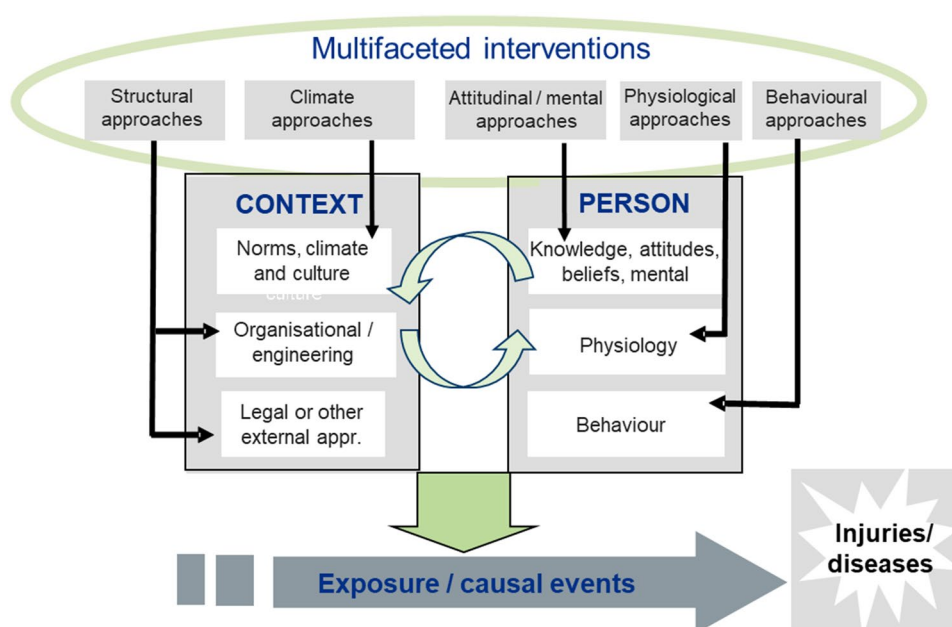 Multifaceted interventions
Structural
approaches
Climate
approaches
Attitudinal / mental
approaches
Physiological
approaches
Behavioural
approaches
CONTEXT
Norms, climate
and culture
culture
Organisational /
engineering
Legal or other
external appr.
PERSON
Knowledge, attitudes,
beliefs, mental
Physiology
Behaviour
Exposure / causal events
Injuries/
diseases